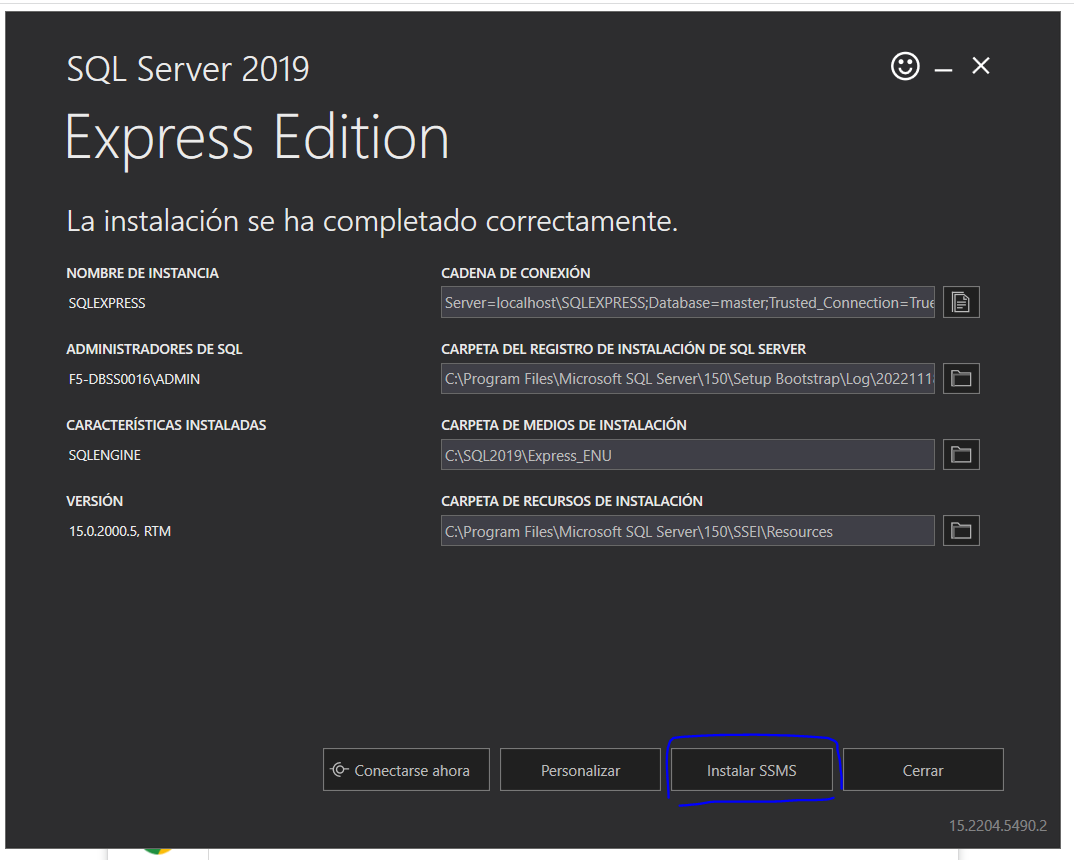 SQL Server 2019
Express Edition
La instalación se ha completado correctamente.
NOMBRE DE INSTANCIA
SQLEXPRESS
CADENA DE CONEXIÓN
Server=localhost\SQLEXPRESS;Database=master;Trusted_Connection=True
ADMINISTRADORES DE SQL
F5-DBSS0016\ADMIN
CARPETA DEL REGISTRO DE INSTALACIÓN DE SQL SERVER
C:\Program Files\Microsoft SQL Server\150\Setup Bootstrap\Log\2022111
CARACTERÍSTICAS INSTALADAS
SQLENGINE
CARPETA DE MEDIOS DE INSTALACIÓN
C:\SQL2019\Express_ENU
VERSIÓN
15.0.2000.5, RTM
CARPETA DE RECURSOS DE INSTALACIÓN
C:\Program Files\Microsoft SQL Server\150\SSEI\Resources
Conectarse ahora
Personalizar
Instalar SSMS
Cerrar
15.2204.5490.2